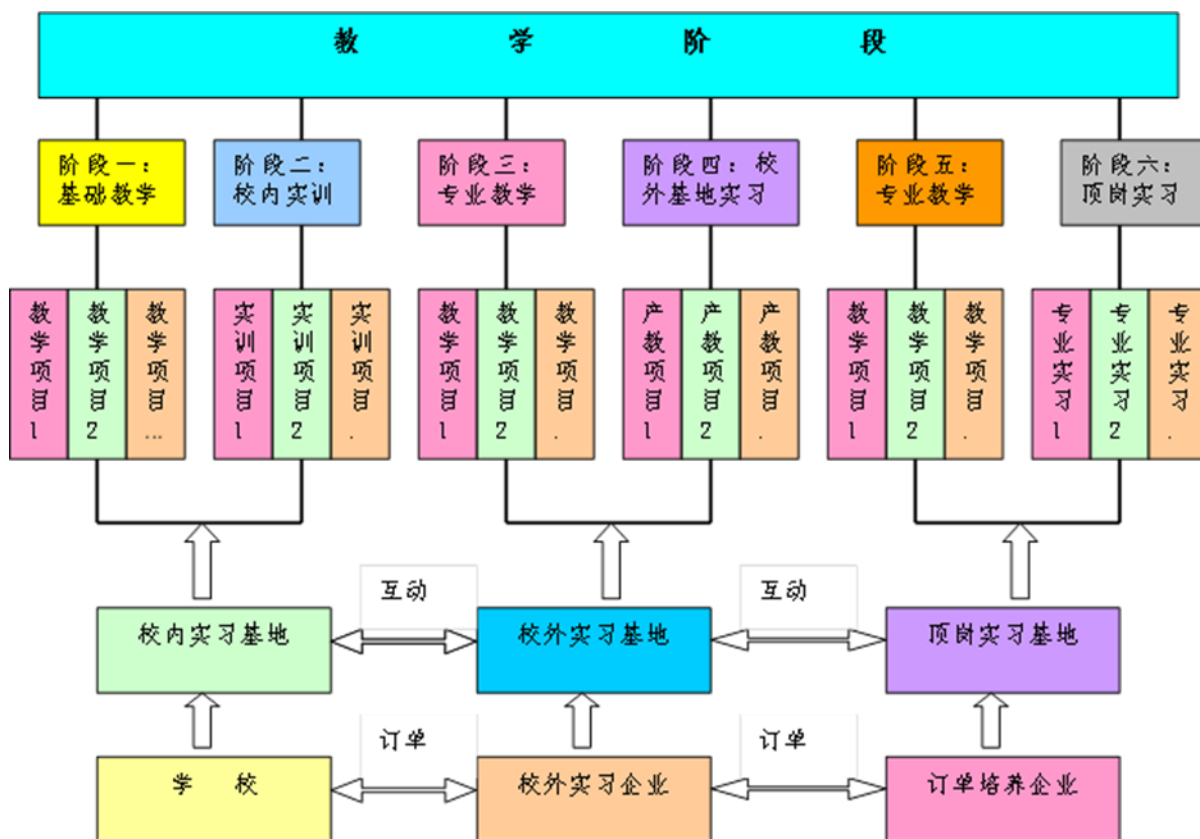 教 学 阶 段
阶段一：
基础教学
阶段二：
校内实训
阶段三：
专业教学
阶段四：校
外基地实习
阶段五：
专业教学
阶段六：
顶岗实习
教学项目1
教学项目2
教学项目...
实训项目1
实训项目2
实训项目.
教学项目1
教学项目2
教学项目.
产教项目1
产教项目2
产教项目.
教学项目1
教学项目2
教学项目.
专业实习1
专业实习2
专业实习.
互动
互动
校内实习基地
校外实习基地
顶岗实习基地
订单
订单
学 校
校外实习企业
订单培养企业